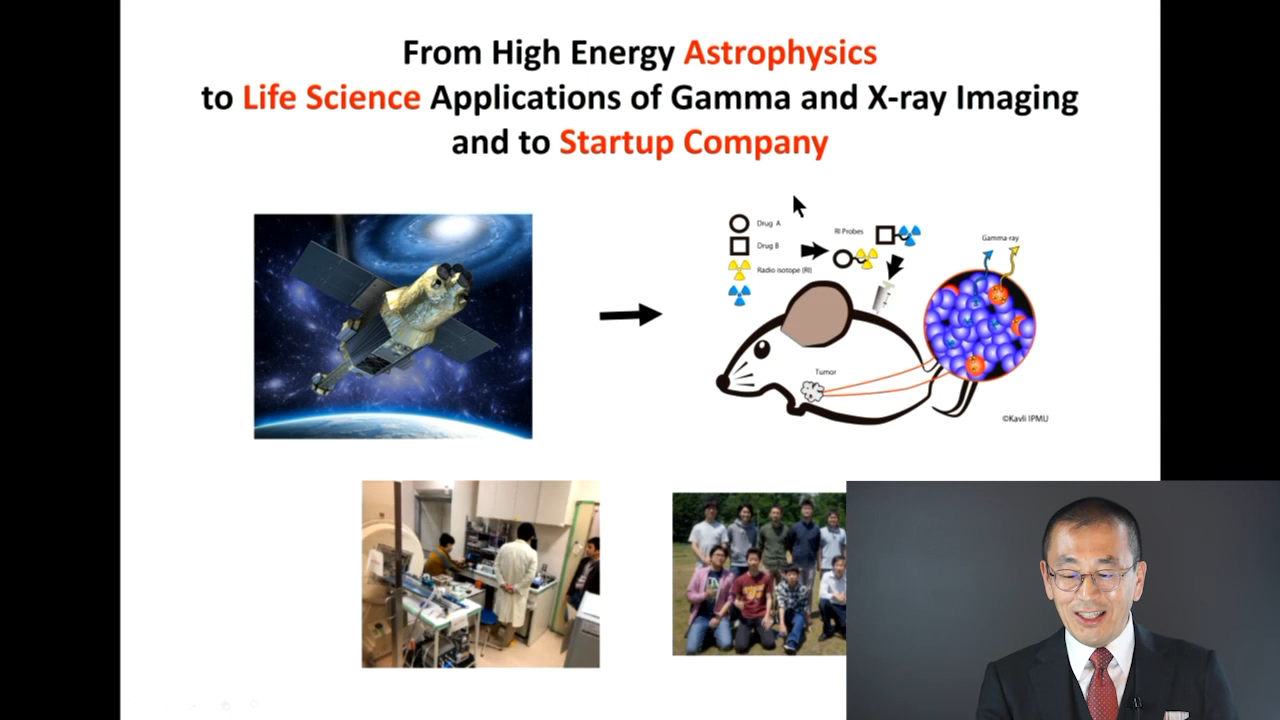 From High Energy Astrophysics
to Life Science Applications of Gamma and X-ray Imaging
and to Startup Company
Drug A
Drug B
Radio isotope (RI)
RI Probes
Gamma-ray
Tumor
©Kavli IPMU